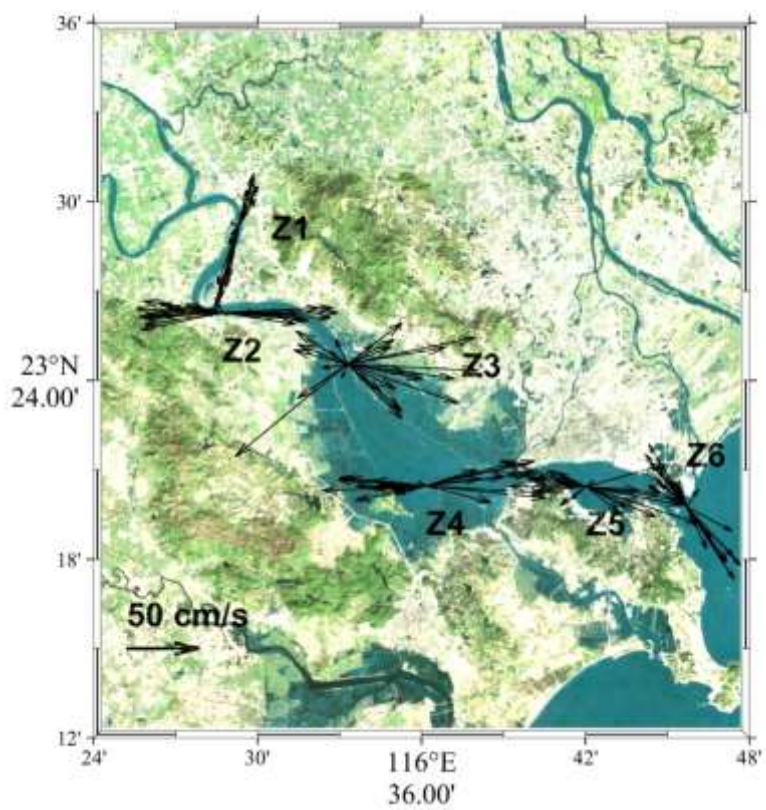 36'
30'
Z1
Z2
23°N
24.00'
Z3
Z6
Z4
Z5
18'
50 cm/s
12'
24'
30'
116°E
36.00'
42'
48'